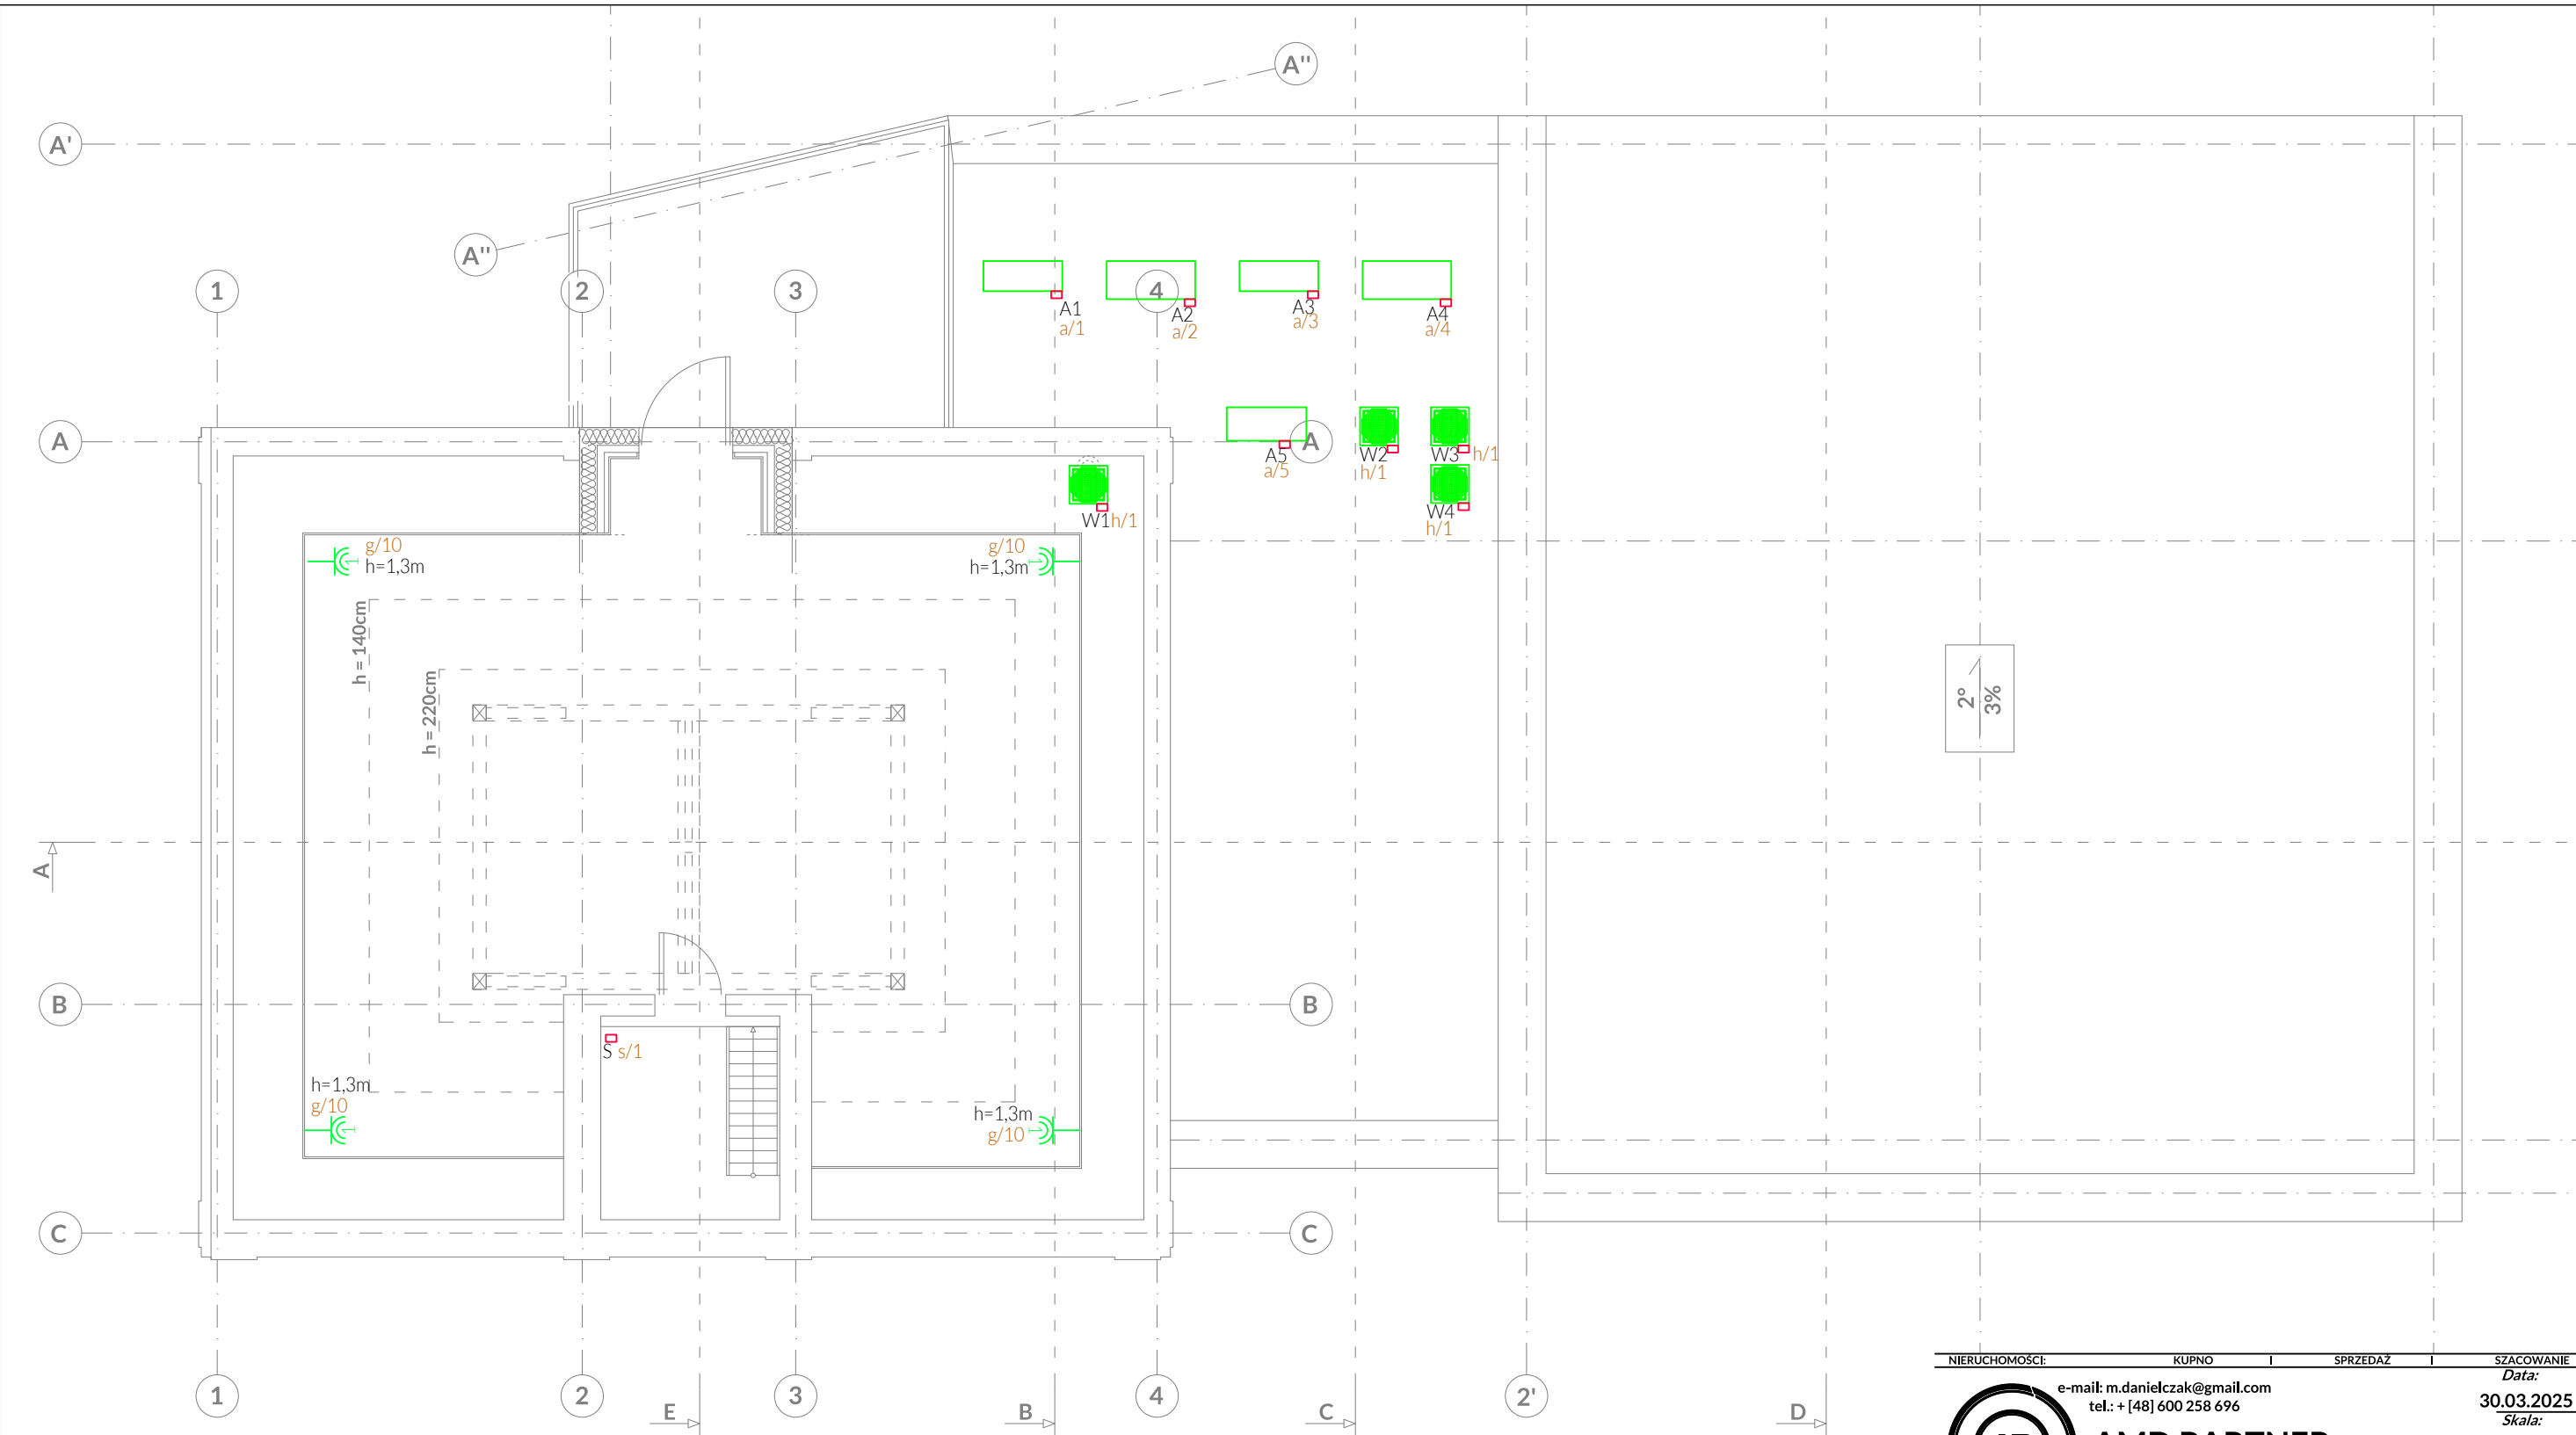 A''
A'
A''
1
2
3
4
A1
a/1
A2
a/2
A3
a/3
A4
a/4
A
A
A5
a/5
W2
h/1
W3 h/1
W1 h/1
W4
h/1
g/10
h=1,3m
g/10
h=1,3m
h = 140cm
h = 220cm
2°
3%
A
B
B
S s/1
h=1,3m
g/10
h=1,3m
g/10
C
C
1
2
3
4
2'
E
B
C
D
NIERUCHOMOŚCI: KUPNO I SPRZEDAŻ I SZACOWANIE
Data:
e-mail: m.danielczak@gmail.com
30.03.2025
tel.: + [48] 600 258 696
Skala: